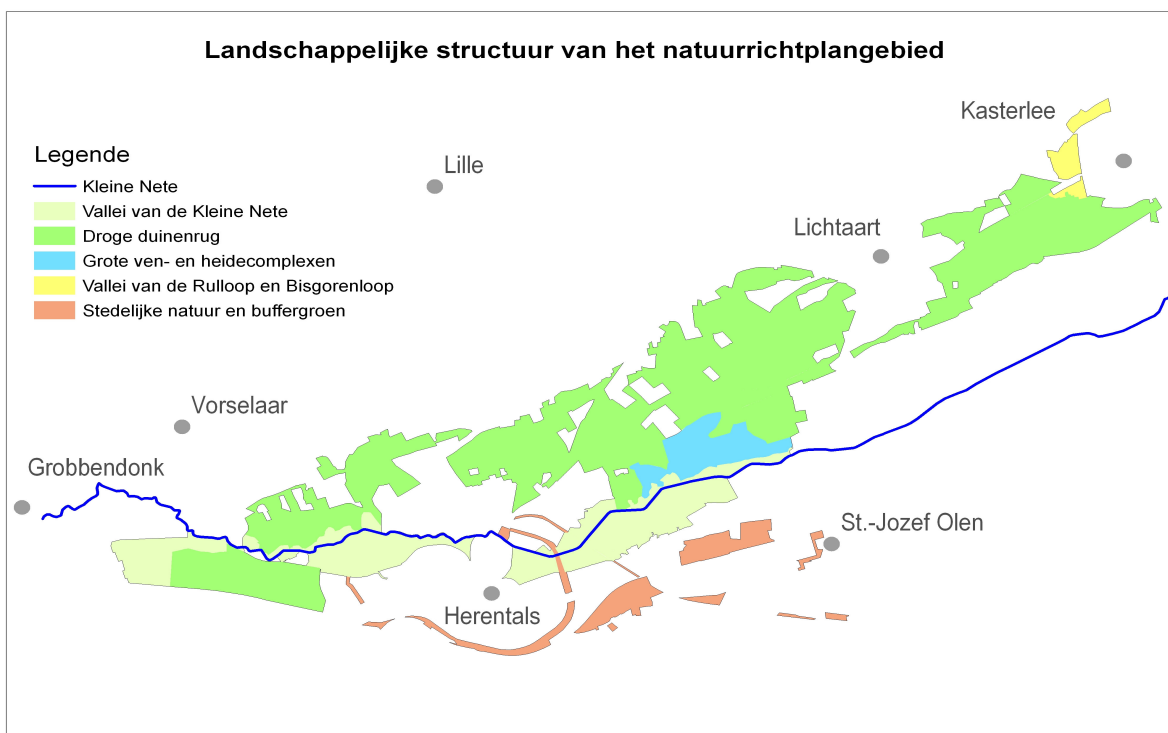 Landschappelijke structuur van het natuurrichtplangebied
Kasterlee
Legende
Lille
Kleine Nete
Vallei van de Kleine Nete
Droge duinenrug
Lichtaart
Grote ven- en heidecomplexen
Vallei van de Rulloop en Bisgorenloop
Stedelijke natuur en buffergroen
Vorselaar
Grobbendonk
St.-Jozef Olen
Herentals